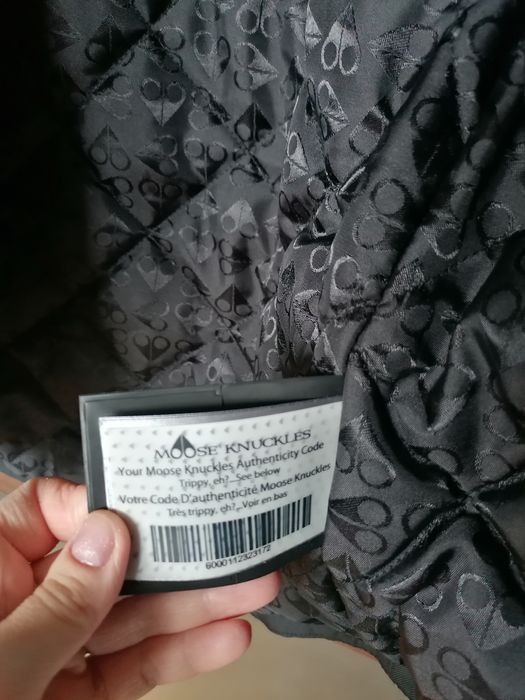 MOOSE KNUCKLES
Your Moose Knuckles Authenticity Code
Trippy, eh?...See below
Votre Code D'authenticité Moose Knuckles
Très trippy, eh?...Voir en bas
6000112323172